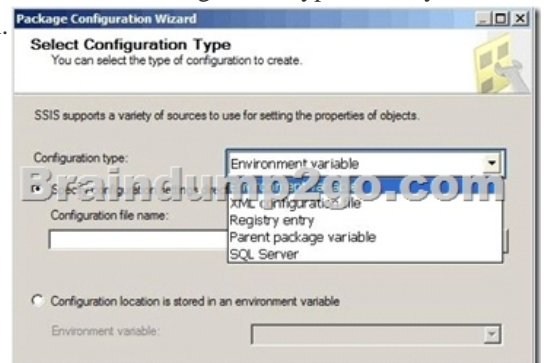 Package Configuration Wizard
Select Configuration Type
You can select the type of configuration to create.
SSIS supports a variety of sources to use for setting the properties of objects.
Configuration type:
Environment variable
Braindump2go.com
XML configuration file
Configuration file name:
Registry entry
Parent package variable
SQL Server
Configuration location is stored in an environment variable
Environment variable: